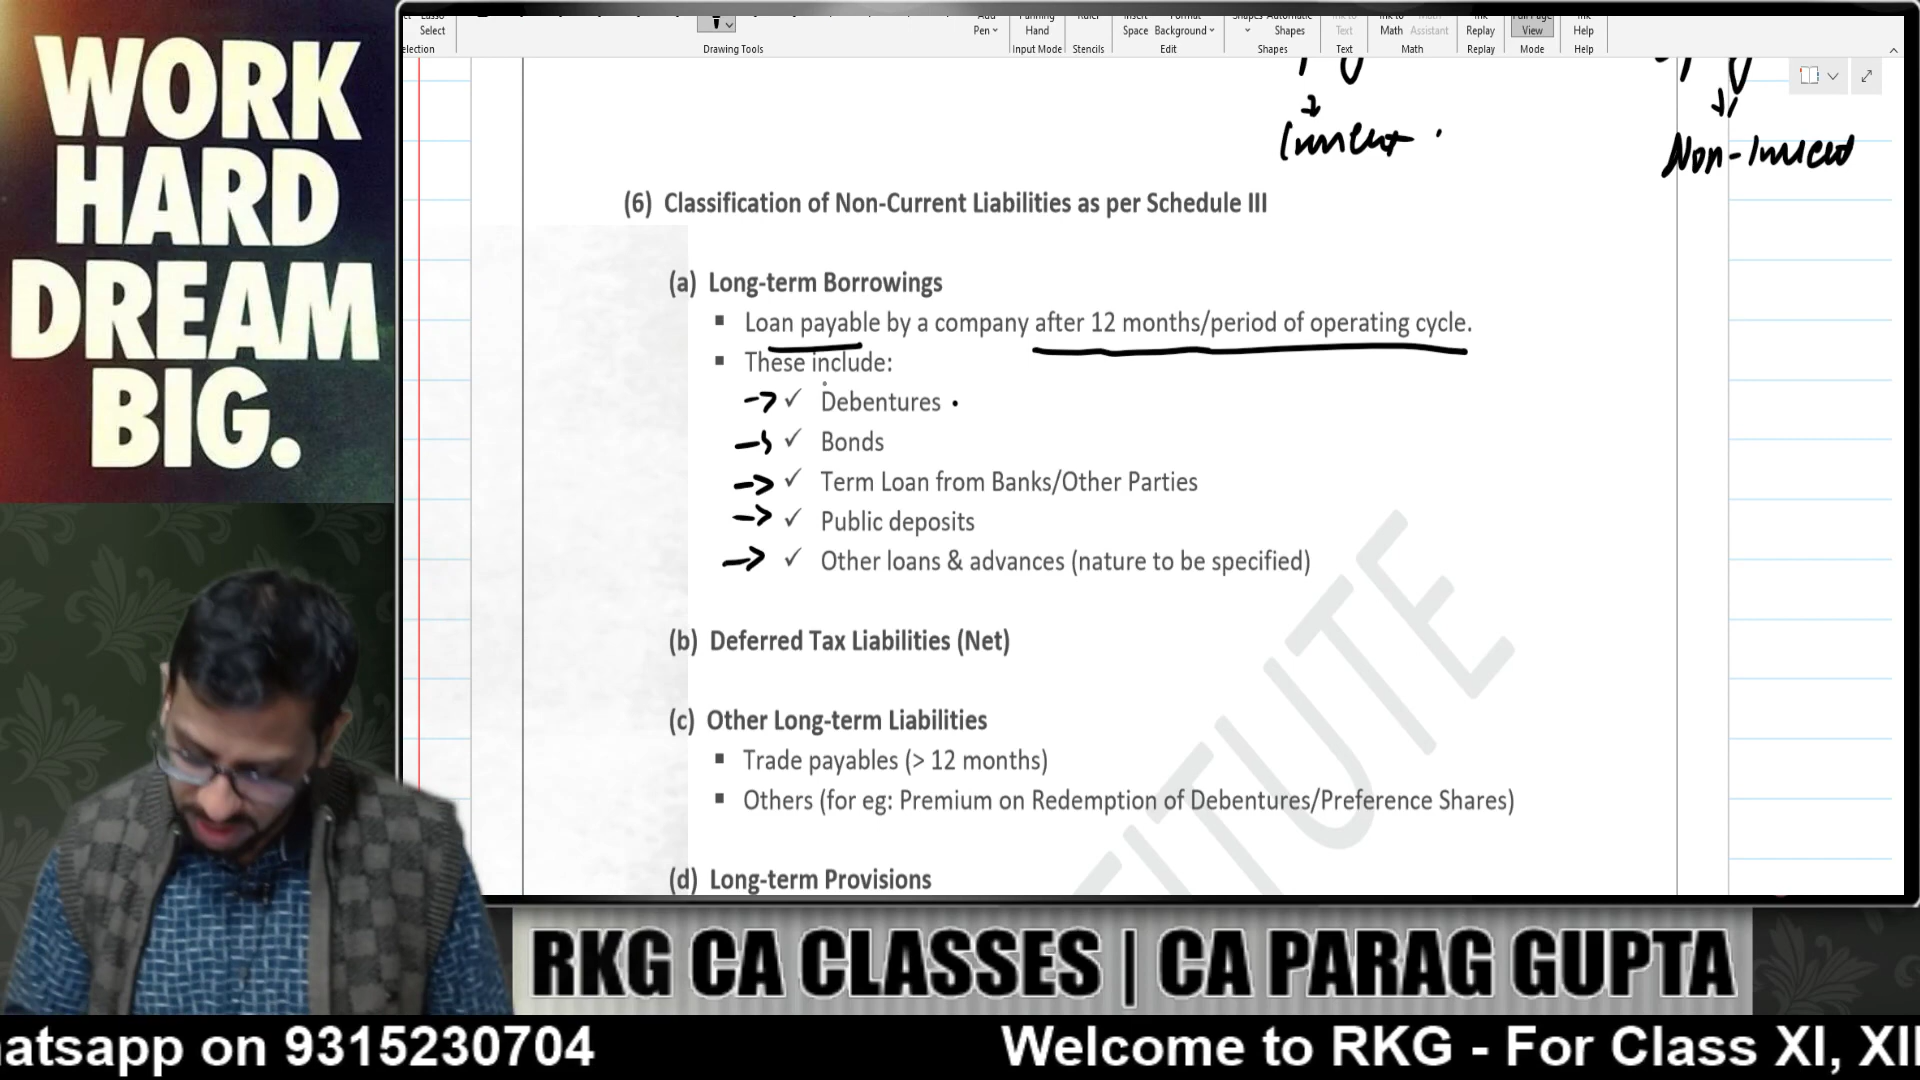 WORK
HARD
DREAM
BIG.
Select
Drawing Tools
Pen
Hand
Input Mode
Stencils
Space
Background
Edit
Shapes
Shapes
Text
Text
Math
Assistant
Math
Replay
Replay
View
Mode
Help
Help
Current
(6) Classification of Non-Current Liabilities as per Schedule III
(a) Long-term Borrowings
▪ Loan payable by a company after 12 months/period of operating cycle.
▪ These include:
✓ Debentures
✓ Bonds
✓ Term Loan from Banks/Other Parties
✓ Public deposits
✓ Other loans & advances (nature to be specified)
(b) Deferred Tax Liabilities (Net)
(c) Other Long-term Liabilities
▪ Trade payables (> 12 months)
▪ Others (for eg: Premium on Redemption of Debentures/Preference Shares)
(d) Long-term Provisions
RKG CA CLASSES | CA PARAG GUPTA
atsapp on 9315230704
Welcome to RKG - For Class XI, XII